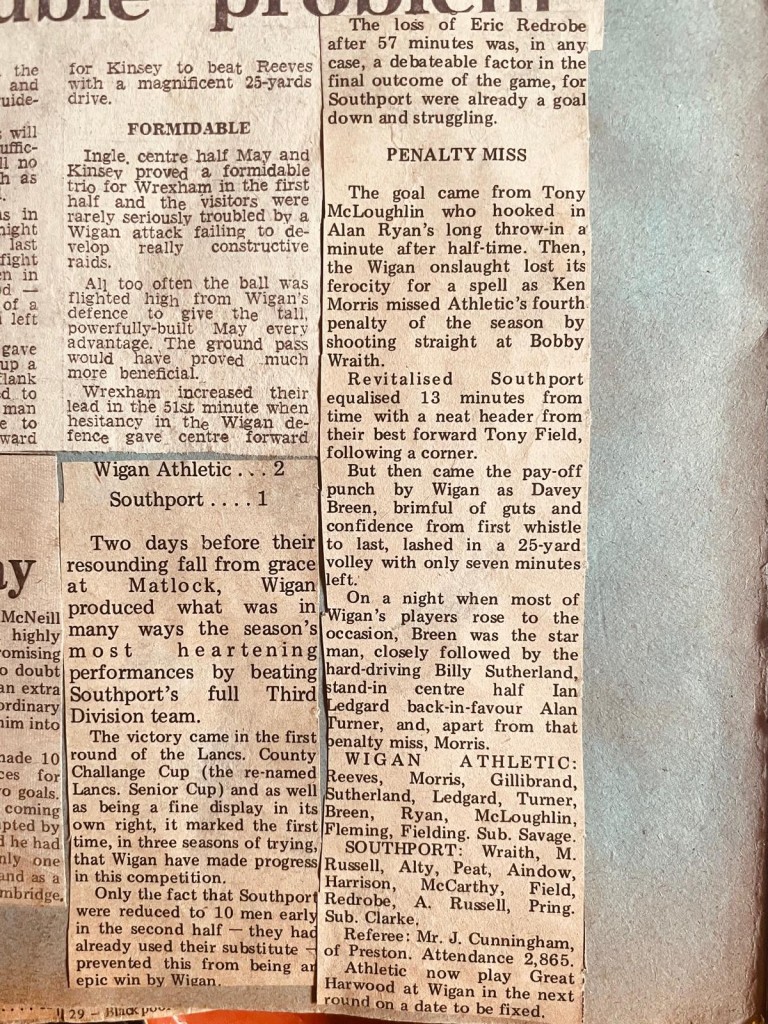 uble problem
the
and
uide-
will
uffic-
ll no
h as
s in
night
last
fight
en in
d —
of a
left
gave
up a
flank
d to
man
e to
ward
for Kinsey to beat Reeves
with a magnificent 25-yards
drive.
FORMIDABLE
Ingle, centre half May and
Kinsey proved a formidable
trio for Wrexham in the first
half and the visitors were
rarely seriously troubled by a
Wigan attack failing to de-
velop really constructive
raids.
All too often the ball was
flighted high from Wigan's
defence to give the tall,
powerfully-built May every
advantage. The ground pass
would have proved much
more beneficial.
Wrexham increased their
lead in the 51st minute when
hesitancy in the Wigan de-
fence gave centre forward
ay
McNeill
highly
romising
o doubt
an extra
ordinary
him into
made 10
ces for
o goals.
coming
pted by
d he had
nly one
and as a
mbridge.
Wigan Athletic . . . 2
Southport . . . . 1
Two days before their
resounding fall from grace
at Matlock, Wigan
produced what was in
many ways the season's
most heartening
performances by beating
Southport's full Third
Division team.
The victory came in the first
round of the Lancs. County
Challange Cup (the re-named
Lancs. Senior Cup) and as well
as being a fine display in its
own right, it marked the first
time, in three seasons of trying,
that Wigan have made progress
in this competition.
Only the fact that Southport
were reduced to 10 men early
in the second half — they had
already used their substitute —
prevented this from being an
epic win by Wigan.
29 – Blackpool
The loss of Eric Redrobe
after 57 minutes was, in any
case, a debateable factor in the
final outcome of the game, for
Southport were already a goal
down and struggling.
PENALTY MISS
The goal came from Tony
McLoughlin who hooked in
Alan Ryan's long throw-in a
minute after half-time. Then,
the Wigan onslaught lost its
ferocity for a spell as Ken
Morris missed Athletic's fourth
penalty of the season by
shooting straight at Bobby
Wraith.
Revitalised Southport
equalised 13 minutes from
time with a neat header from
their best forward Tony Field,
following a corner.
But then came the pay-off
punch by Wigan as Davey
Breen, brimful of guts and
confidence from first whistle
to last, lashed in a 25-yard
volley with only seven minutes
left.
On a night when most of
Wigan's players rose to the
occasion, Breen was the star
man, closely followed by the
hard-driving Billy Sutherland,
stand-in centre half Ian
Ledgard back-in-favour Alan
Turner, and, apart from that
penalty miss, Morris.
WIGAN ATHLETIC:
Reeves, Morris, Gillibrand,
Sutherland, Ledgard, Turner,
Breen, Ryan, McLoughlin,
Fleming, Fielding. Sub. Savage.
SOUTHPORT: Wraith, M.
Russell, Alty, Peat, Aindow,
Harrison, McCarthy, Field,
Redrobe, A. Russell, Pring.
Sub. Clarke.
Referee: Mr. J. Cunningham,
of Preston. Attendance 2,865.
Athletic now play Great
Harwood at Wigan in the next
round on a date to be fixed.